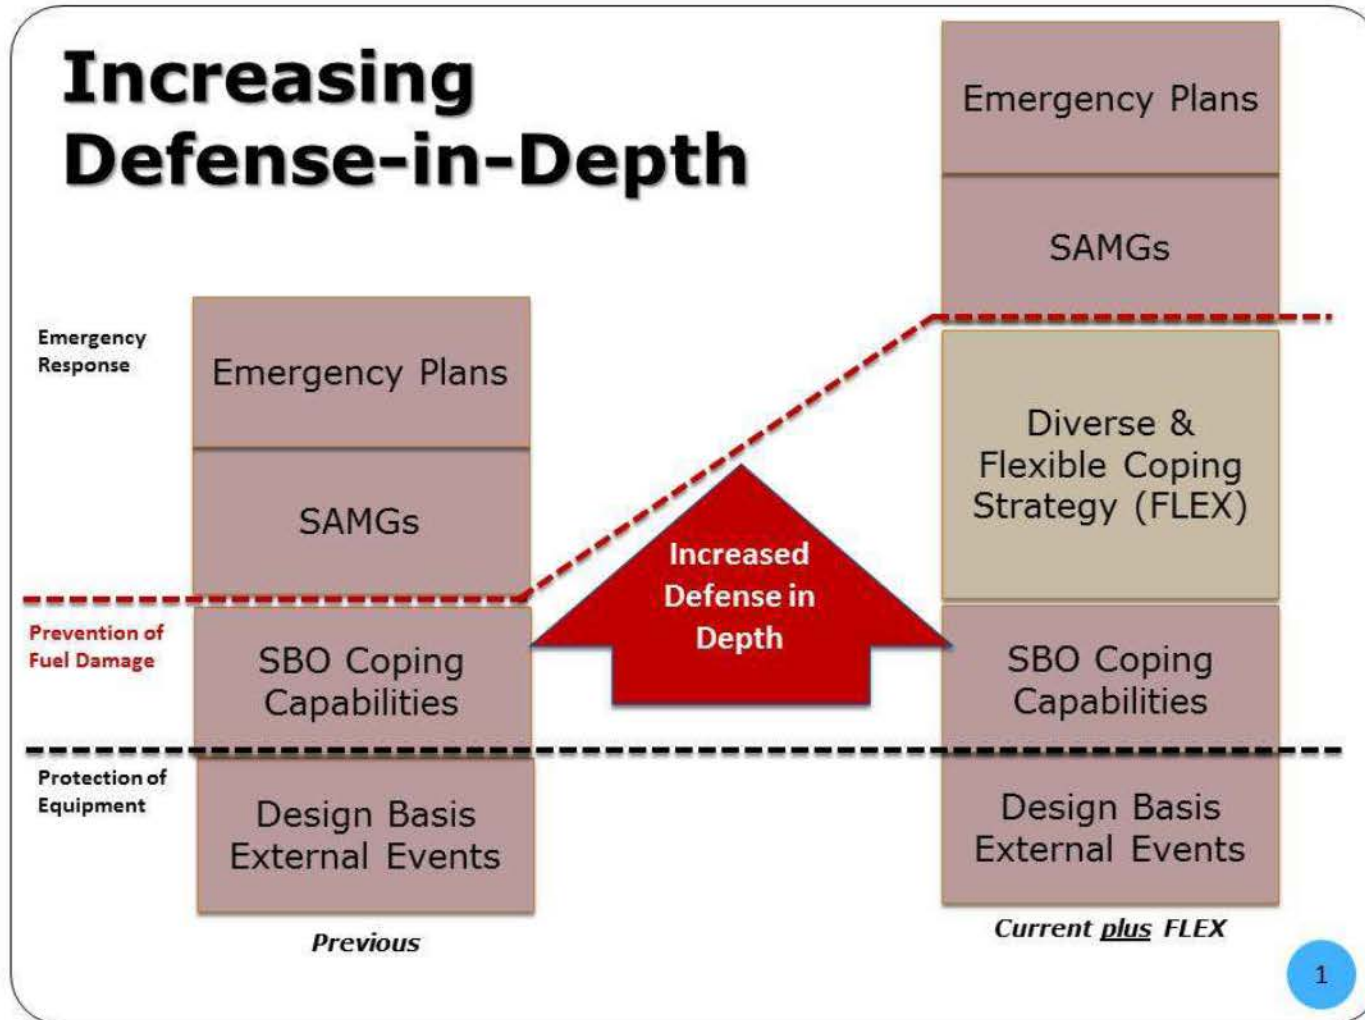 Increasing
Defense-in-Depth
Emergency Plans
SAMGs
Diverse &
Flexible Coping
Strategy (FLEX)
SBO Coping
Capabilities
Design Basis
External Events
Current plus FLEX
Emergency
Response
Emergency Plans
SAMGs
Prevention of
Fuel Damage
SBO Coping
Capabilities
Protection of
Equipment
Design Basis
External Events
Previous
Increased
Defense in
Depth
1